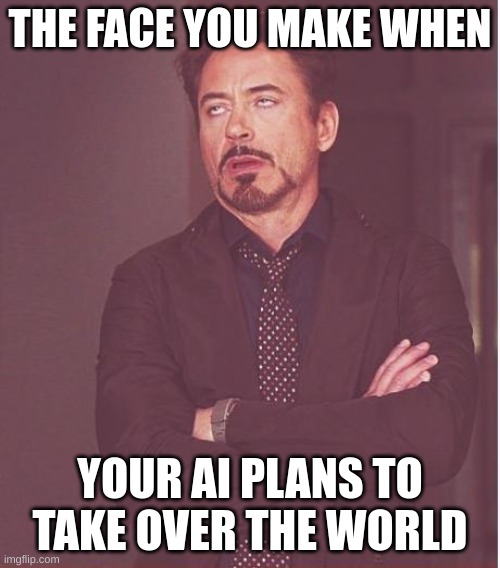 THE FACE YOU MAKE WHEN
YOUR AI PLANS TO
TAKE OVER THE WORLD
imgflip.com